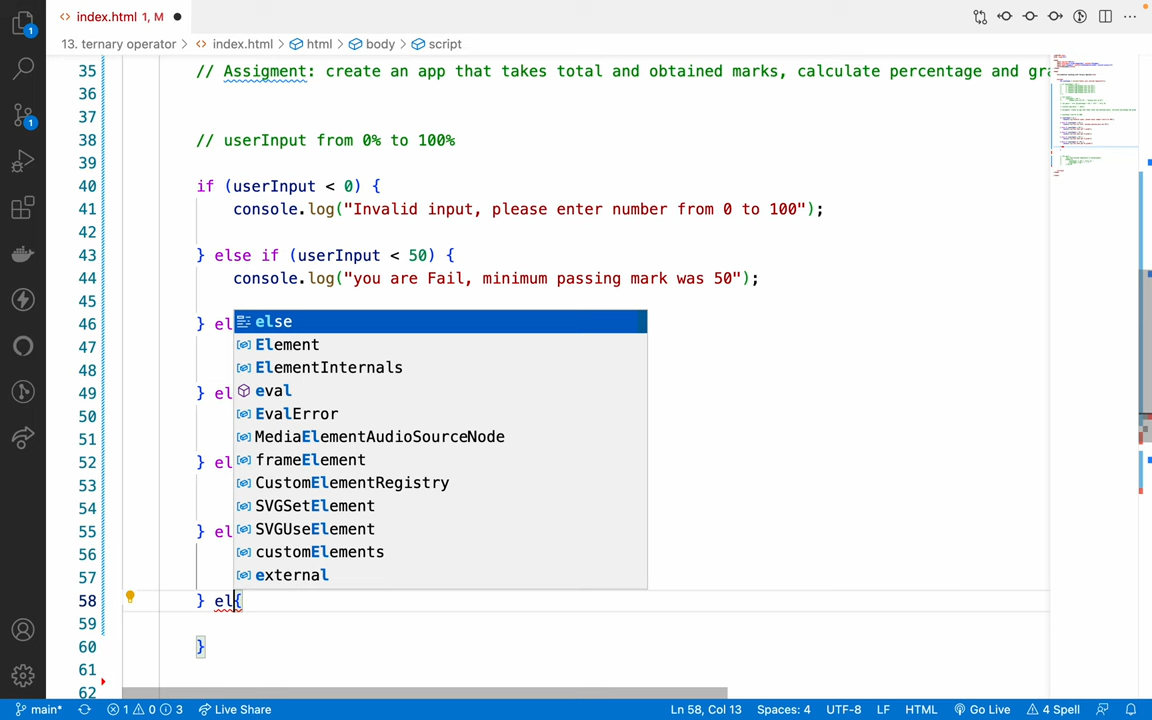 index.html 1, M
13. ternary operator > index.html > html > body > script
35 // Assigment: create an app that takes total and obtained marks, calculate percentage and gra
36
37
38 // userInput from 0% to 100%
39
40 if (userInput < 0) {
41 console.log("Invalid input, please enter number from 0 to 100");
42
43 } else if (userInput < 50) {
44 console.log("you are Fail, minimum passing mark was 50");
45
46 } el
else
47
Element
48
ElementInternals
49 } el
eval
50
EvalError
51
MediaElementAudioSourceNode
52 } el
frameElement
53
CustomElementRegistry
54
SVGSetElement
55 } el
SVGUseElement
56
customElements
57
external
58 } el{
59
60 }
61
62
1
1
main* 1 0 3 Live Share Ln 58, Col 13 Spaces: 4 UTF-8 LF HTML Go Live 4 Spell